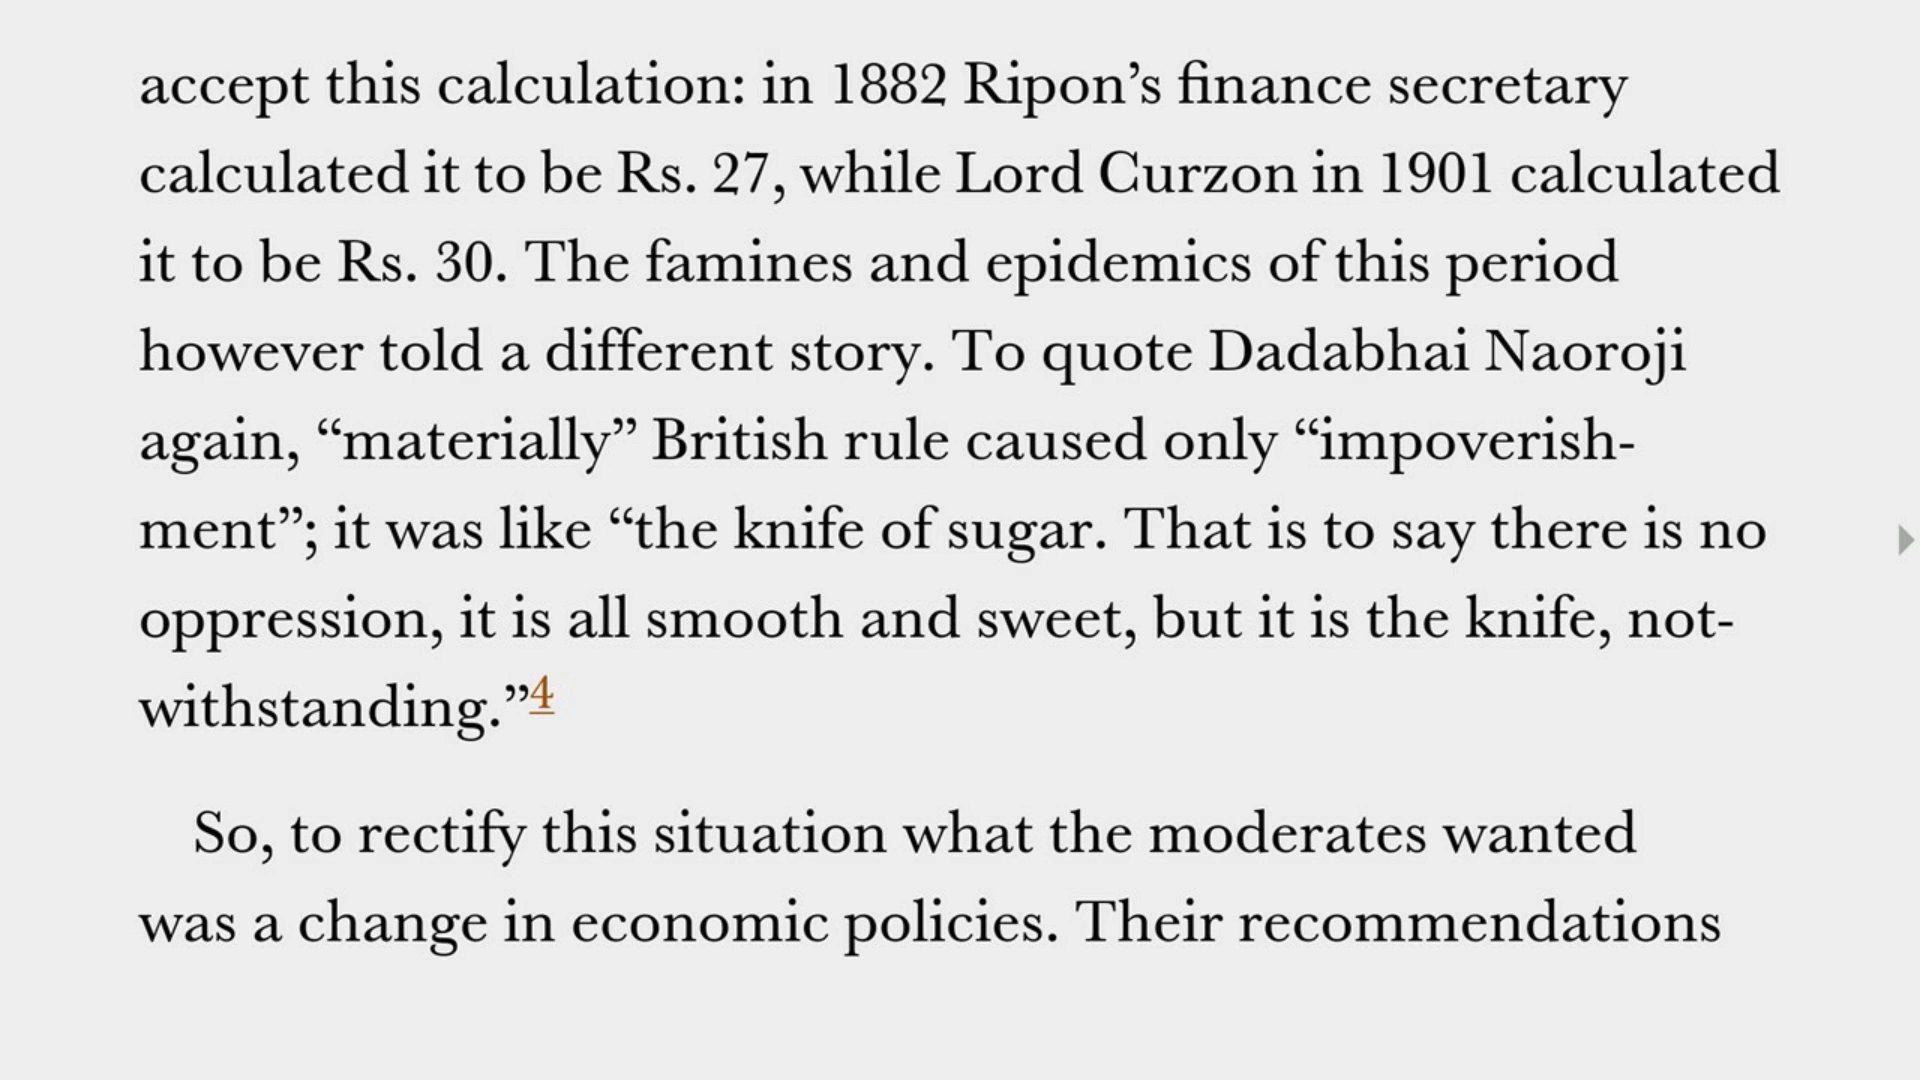 accept this calculation: in 1882 Ripon’s finance secretary
calculated it to be Rs. 27, while Lord Curzon in 1901 calculated
it to be Rs. 30. The famines and epidemics of this period
however told a different story. To quote Dadabhai Naoroji
again, “materially” British rule caused only “impoverish-
ment”; it was like “the knife of sugar. That is to say there is no
oppression, it is all smooth and sweet, but it is the knife, not-
withstanding.”4
So, to rectify this situation what the moderates wanted
was a change in economic policies. Their recommendations